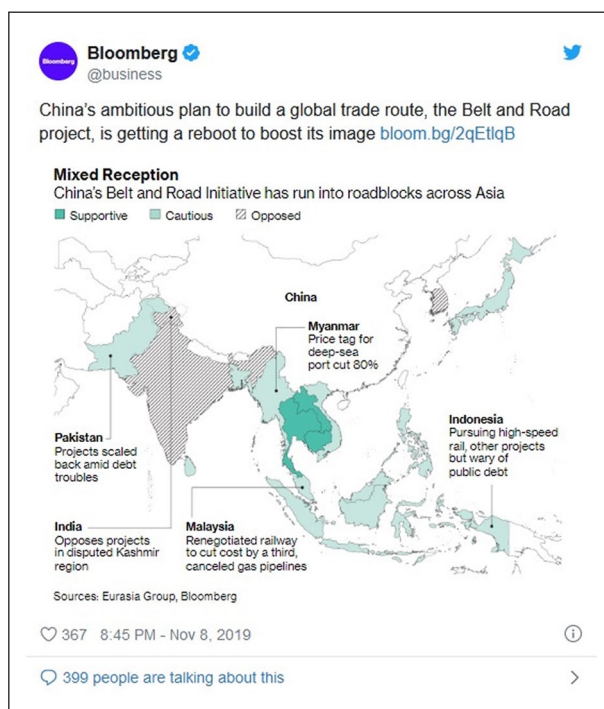 Bloomberg
Bloomberg
@business
China's ambitious plan to build a global trade route, the Belt and Road
project, is getting a reboot to boost its image bloom.bg/2qEtlqB
Mixed Reception
China's Belt and Road Initiative has run into roadblocks across Asia
Supportive Cautious Opposed
China
Myanmar
Price tag for
deep-sea
port cut 80%
Pakistan
Projects scaled
back amid debt
troubles
Indonesia
Pursuing high-speed
rail, other projects
but wary of
public debt
India
Opposes projects
in disputed Kashmir
region
Malaysia
Renegotiated railway
to cut cost by a third,
canceled gas pipelines
Sources: Eurasia Group, Bloomberg
367 8:45 PM - Nov 8, 2019
399 people are talking about this